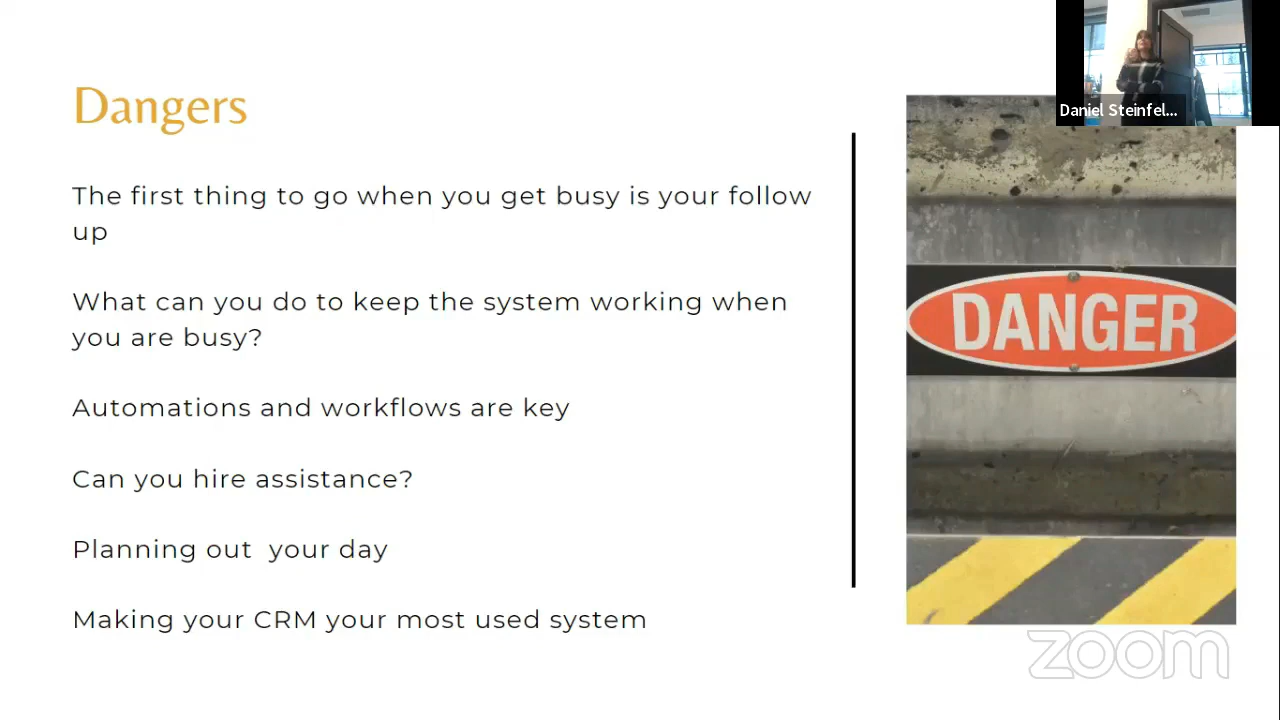 Dangers
The first thing to go when you get busy is your follow
up
What can you do to keep the system working when
you are busy?
Automations and workflows are key
Can you hire assistance?
Planning out  your day
Making your CRM your most used system
Daniel Steinfel...
DANGER
zoom